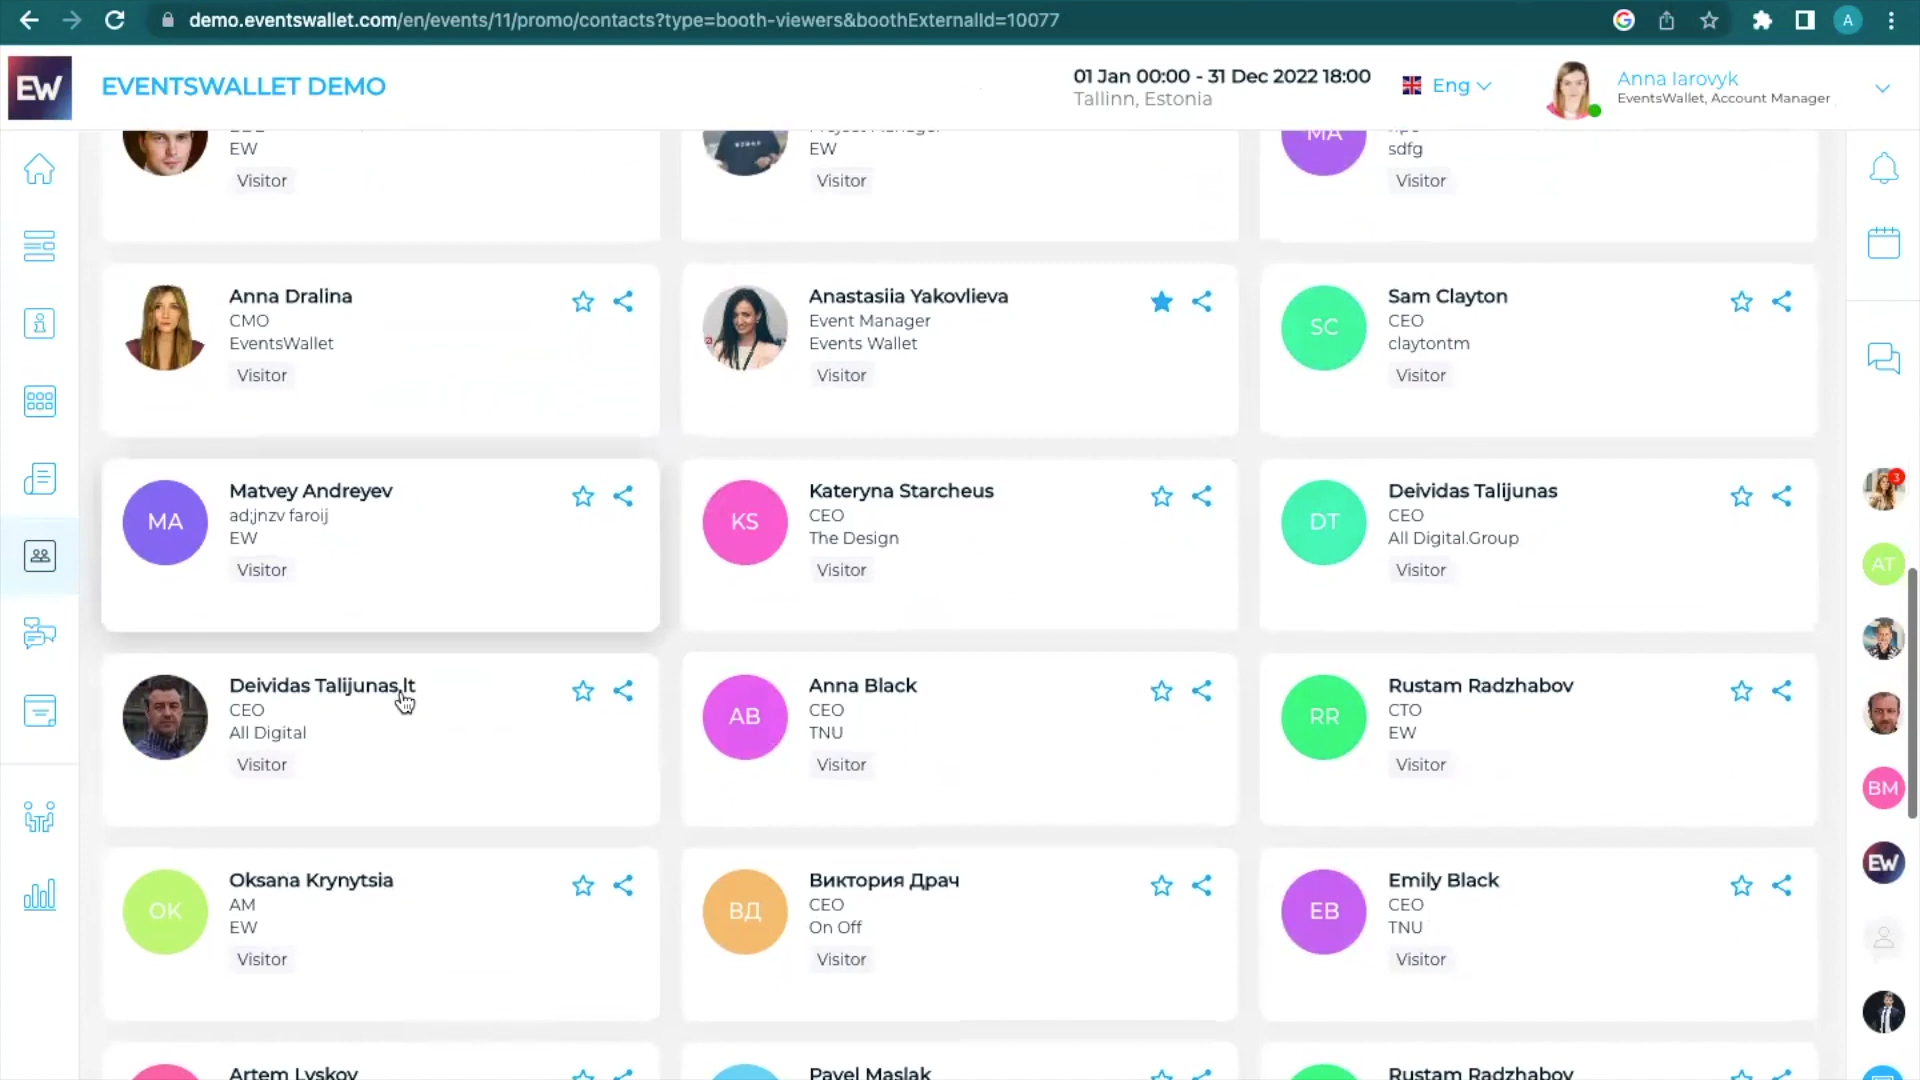 demo.eventswallet.com/en/events/11/promo/contacts?type=booth-viewers&boothExternalId=10077
A
EW
EVENTSWALLET DEMO
01 Jan 00:00 - 31 Dec 2022 18:00
Tallinn, Estonia
Eng
Anna Iarovyk
EventsWallet, Account Manager
EW
Visitor
Project Manager
EW
Visitor
MA
sdfg
Visitor
Anna Dralina
CMO
EventsWallet
Visitor
Anastasiia Yakovlieva
Event Manager
Events Wallet
Visitor
SC
Sam Clayton
CEO
claytontm
Visitor
MA
Matvey Andreyev
ad;jnzv faroij
EW
Visitor
KS
Kateryna Starcheus
CEO
The Design
Visitor
DT
Deividas Talijunas
CEO
All Digital.Group
Visitor
3
AT
Deividas Talijunas.lt
CEO
All Digital
Visitor
AB
Anna Black
CEO
TNU
Visitor
RR
Rustam Radzhabov
CTO
EW
Visitor
BM
EW
OK
Oksana Krynytsia
AM
EW
Visitor
ВД
Виктория Драч
CEO
On Off
Visitor
EB
Emily Black
CEO
TNU
Visitor
Artem Lyskov
Pavel Maslak
Rustam Radzhabov